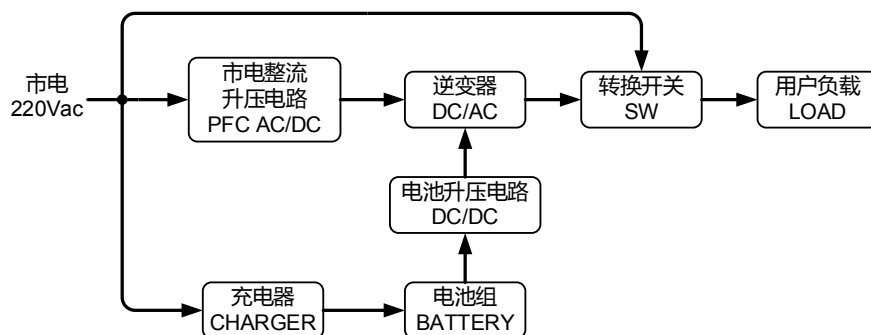 市电
220Vac
市电整流
升压电路
PFC AC/DC
逆变器
DC/AC
转换开关
SW
用户负载
LOAD
电池升压电路
DC/DC
充电器
CHARGER
电池组
BATTERY